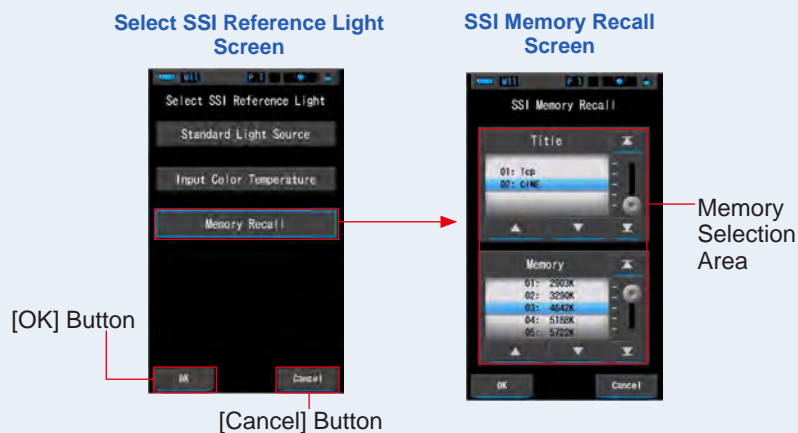 Select SSI Reference Light
Screen
SSI Memory Recall
Screen
P 1
Select SSI Reference Light
Standard Light Source
Input Color Temperature
Memory Recall
OK
Cancel
[OK] Button
[Cancel] Button
P 1
SSI Memory Recall
Title
01: Tcp
02: CINE
Memory
01: 2903K
02: 3290K
03: 4642K
04: 5188K
05: 5722K
OK
Cancel
Memory
Selection
Area